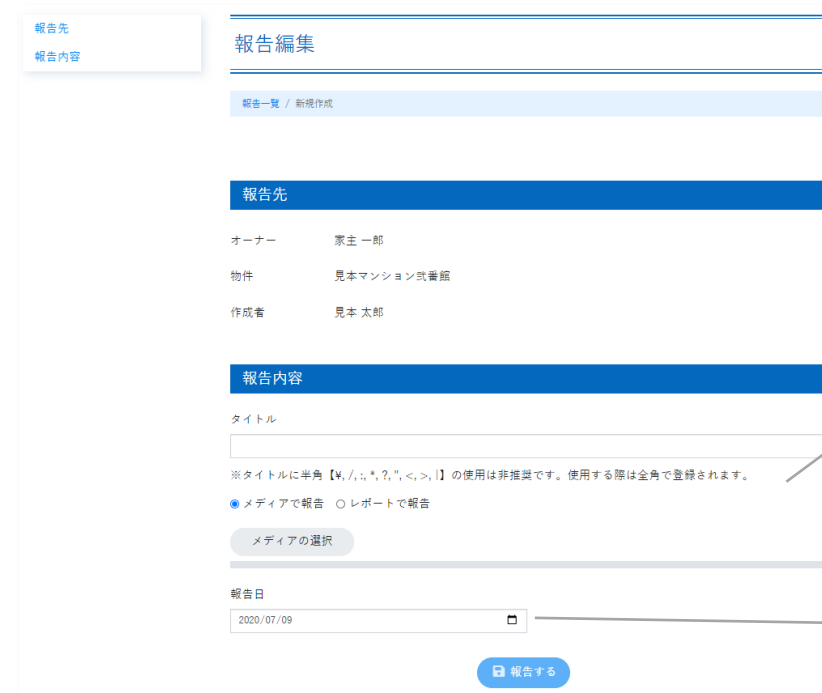 報告先
報告内容
報告編集
報告一覧 / 新規作成
報告先
オーナー 家主 一郎
物件 見本マンション弐番館
作成者 見本 太郎
報告内容
タイトル
※タイトルに半角【¥, /, :, *, ?, ", <, >, |】の使用は非推奨です。使用する際は全角で登録されます。
メディアで報告 レポートで報告
メディアの選択
報告日
2020/07/09
報告する